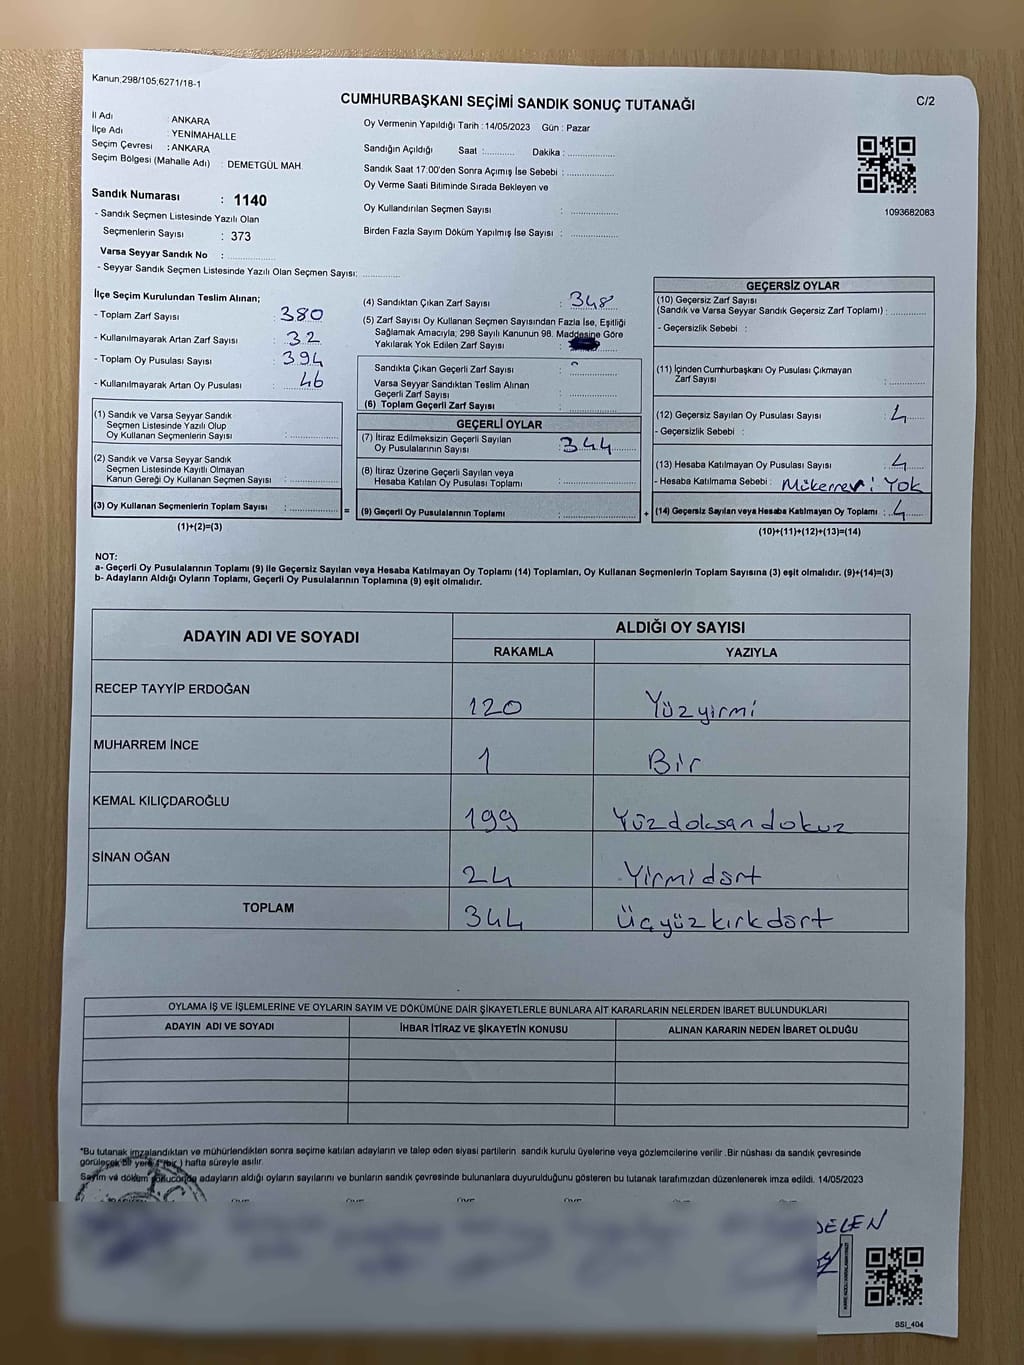 Kanun,298/105,6271/18-1
CUMHURBAŞKANI SEÇİMİ SANDIK SONUÇ TUTANAĞI
C/2
İl Adı : ANKARA
İlçe Adı : YENİMAHALLE
Seçim Çevresi : ANKARA
Seçim Bölgesi (Mahalle Adı) : DEMETGÜL MAH.
Oy Vermenin Yapıldığı Tarih : 14/05/2023 Gün : Pazar
Sandığın Açıldığı Saat :.......... Dakika :...............
Sandık Saat 17:00'den Sonra Açımış İse Sebebi :...............
Oy Verme Saati Bitiminde Sırada Bekleyen ve
Oy Kullandırılan Seçmen Sayısı :...............
Birden Fazla Sayım Döküm Yapılmış İse Sayısı :...............
1093682083
Sandık Numarası : 1140
- Sandık Seçmen Listesinde Yazılı Olan
Seçmenlerin Sayısı : 373
Varsa Seyyar Sandık No :...............
- Seyyar Sandık Seçmen Listesinde Yazılı Olan Seçmen Sayısı:............
İlçe Seçim Kurulundan Teslim Alınan;
- Toplam Zarf Sayısı : 380
- Kullanılmayarak Artan Zarf Sayısı : 32
- Toplam Oy Pusulası Sayısı : 394
- Kullanılmayarak Artan Oy Pusulası : 46
(1) Sandık ve Varsa Seyyar Sandık
Seçmen Listesinde Yazılı Olup
Oy Kullanan Seçmenlerin Sayısı :...............
(2) Sandık ve Varsa Seyyar Sandık
Seçmen Listesinde Kayıtlı Olmayan
Kanun Gereği Oy Kullanan Seçmen Sayısı :...............
(3) Oy Kullanan Seçmenlerin Toplam Sayısı :............... =
(1)+(2)=(3)
(4) Sandıktan Çıkan Zarf Sayısı : 348
(5) Zarf Sayısı Oy Kullanan Seçmen Sayısından Fazla İse, Eşitliği
Sağlamak Amacıyla; 298 Sayılı Kanunun 98. Maddesine Göre
Yakılarak Yok Edilen Zarf Sayısı :
Sandıkta Çıkan Geçerli Zarf Sayısı :
Varsa Seyyar Sandıktan Teslim Alınan
Geçerli Zarf Sayısı :...............
(6) Toplam Geçerli Zarf Sayısı :...............
GEÇERLİ OYLAR
(7) İtiraz Edilmeksizin Geçerli Sayılan
Oy Pusulalarının Sayısı : 344
(8) İtiraz Üzerine Geçerli Sayılan veya
Hesaba Katılan Oy Pusulası Toplamı :...............
(9) Geçerli Oy Pusulalarının Toplamı :............... +
GEÇERSİZ OYLAR
(10) Geçersiz Zarf Sayısı
(Sandık ve Varsa Seyyar Sandık Geçersiz Zarf Toplamı) :..........
- Geçersizlik Sebebi :
(11) İçinden Cumhurbaşkanı Oy Pusulası Çıkmayan
Zarf Sayısı :..........
(12) Geçersiz Sayılan Oy Pusulası Sayısı : 4
- Geçersizlik Sebebi :
(13) Hesaba Katılmayan Oy Pusulası Sayısı : 4
- Hesaba Katılmama Sebebi : Mükerrer: Yok
(14) Geçersiz Sayılan veya Hesaba Katılmayan Oy Toplamı : 4
(10)+(11)+(12)+(13)=(14)
NOT:
a- Geçerli Oy Pusulalarının Toplamı (9) ile Geçersiz Sayılan veya Hesaba Katılmayan Oy Toplamı (14) Toplamları, Oy Kullanan Seçmenlerin Toplam Sayısına (3) eşit olmalıdır. (9)+(14)=(3)
b- Adayların Aldığı Oyların Toplamı, Geçerli Oy Pusulalarının Toplamına (9) eşit olmalıdır.
ADAYIN ADI VE SOYADI ALDIĞI OY SAYISI
RAKAMLA YAZIYLA
RECEP TAYYİP ERDOĞAN 120 Yüzyirmi
MUHARREM İNCE 1 Bir
KEMAL KILIÇDAROĞLU 199 Yüzdoksandokuz
SİNAN OĞAN 24 Yirmidört
TOPLAM 344 Üçyüzkırkdört
OYLAMA İŞ VE İŞLEMLERİNE VE OYLARIN SAYIM VE DÖKÜMÜNE DAİR ŞİKAYETLERLE BUNLARA AİT KARARLARIN NELERDEN İBARET BULUNDUKLARI
ADAYIN ADI VE SOYADI İHBAR İTİRAZ VE ŞİKAYETİN KONUSU ALINAN KARARIN NEDEN İBARET OLDUĞU
*Bu tutanak imzalandıktan ve mühürlendikten sonra seçime katılan adayların ve talep eden siyasi partilerin sandık kurulu üyelerine veya gözlemcilerine verilir. Bir nüshası da sandık çevresinde
görülecek bir yere 1 (bir) hafta süreyle asılır.
Sayım ve döküm sonucunda adayların aldığı oyların sayılarını ve bunların sandık çevresinde bulunanlara duyurulduğunu gösteren bu tutanak tarafımızdan düzenlenerek imza edildi. 14/05/2023
DELEN
SSI_404